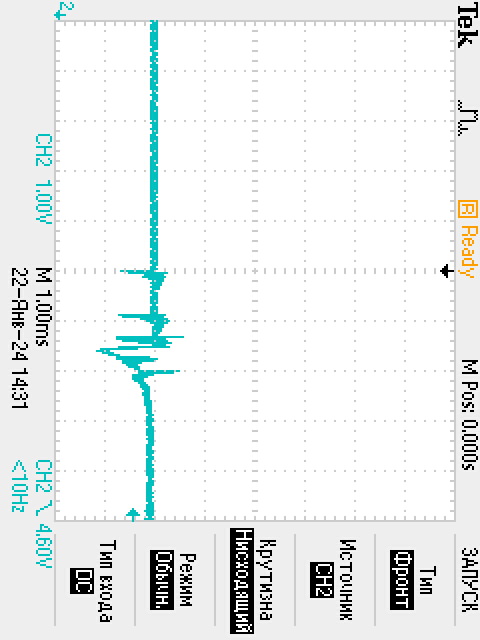 Tek
R Ready
M Pos: 0.000s
ЗАПУСК
Тип
Фронт
Источник
CH2
Крутизна
Нисходящий
Режим
Обычн.
Тип входа
DC
2
CH2 1.00V
M 1.00ms
CH2 \ 4.60V
22-Янв-24 14:31
<10Hz